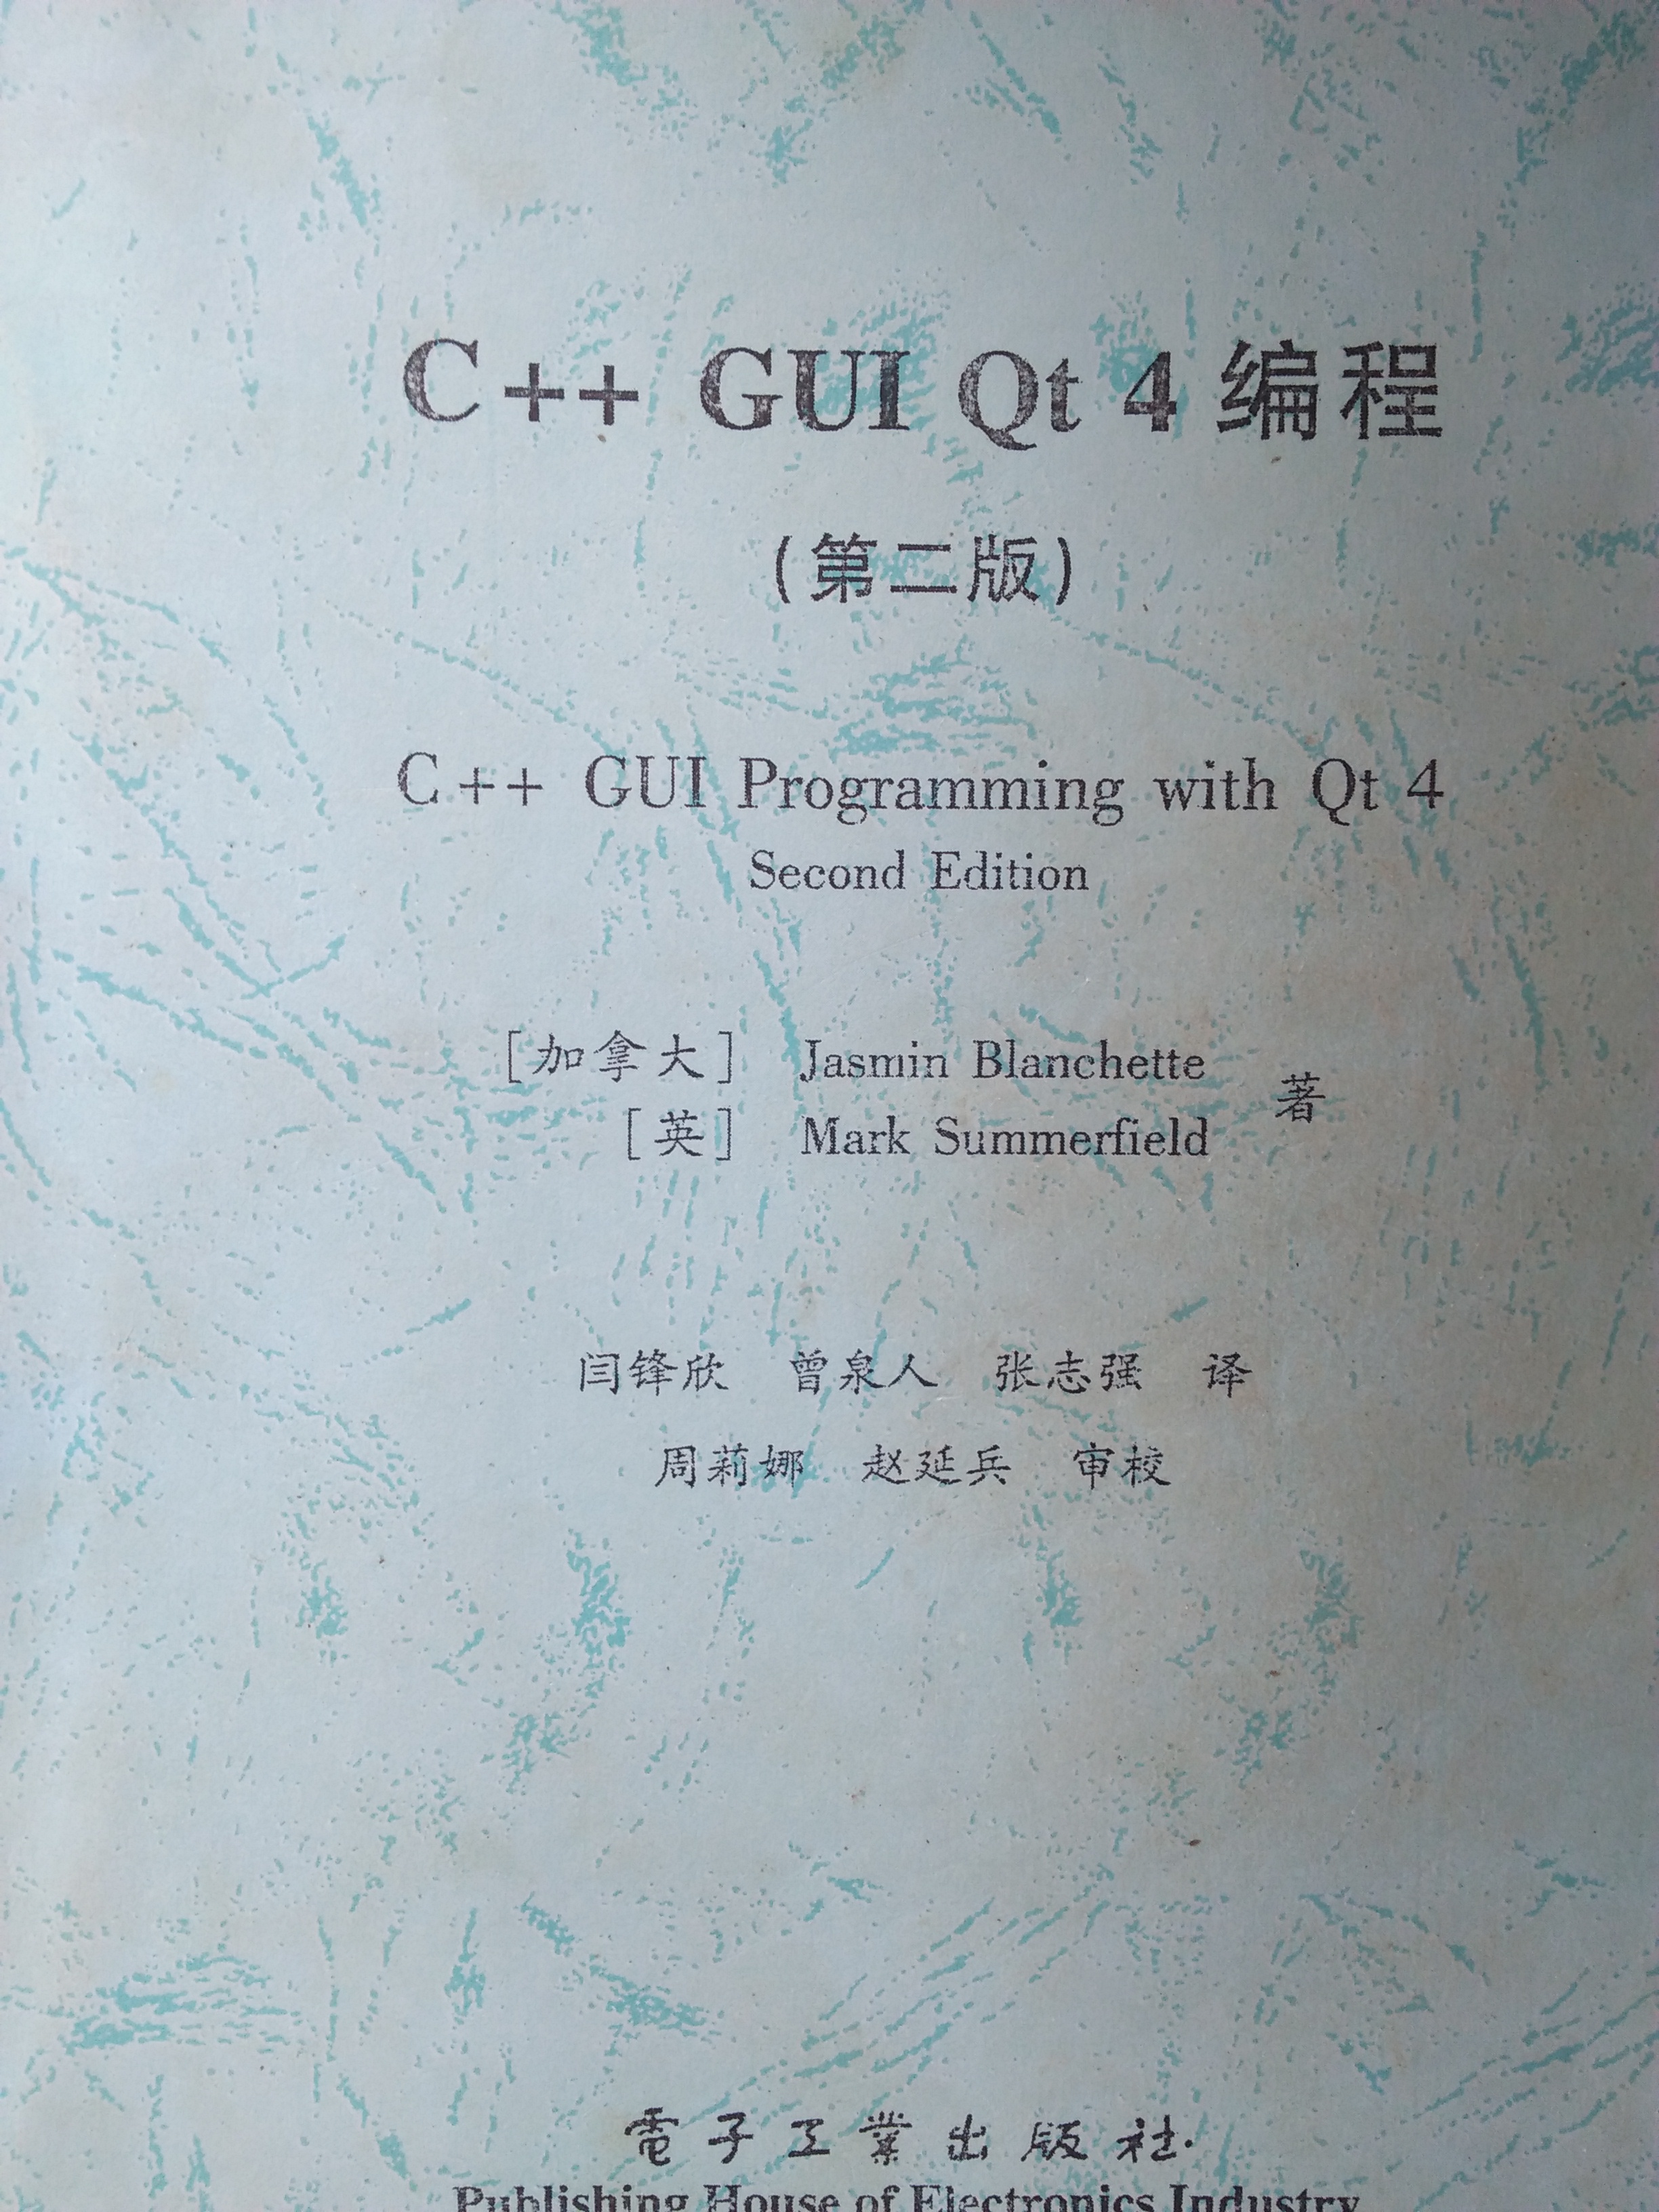 C++ GUI Qt 4 编程
(第二版)
C++ GUI Programming with Qt 4
Second Edition
[加拿大] Jasmin Blanchette
[英] Mark Summerfield 著
闫锋欣 曾泉人 张志强 译
周莉娜 赵延兵 审校
電子工業出版社·
Publishing House of Electronics Industry